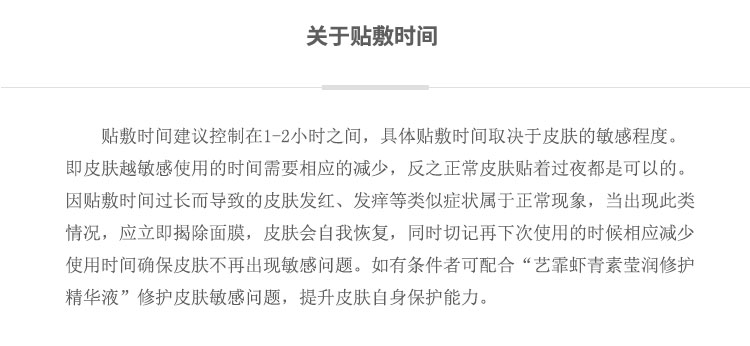 关于贴敷时间
贴敷时间建议控制在1-2小时之间，具体贴敷时间取决于皮肤的敏感程度。
即皮肤越敏感使用的时间需要相应的减少，反之正常皮肤贴着过夜都是可以的。
因贴敷时间过长而导致的皮肤发红、发痒等类似症状属于正常现象，当出现此类
情况，应立即揭除面膜，皮肤会自我恢复，同时切记再下次使用的时候相应减少
使用时间确保皮肤不再出现敏感问题。如有条件者可配合“艺霏虾青素莹润修护
精华液”修护皮肤敏感问题，提升皮肤自身保护能力。